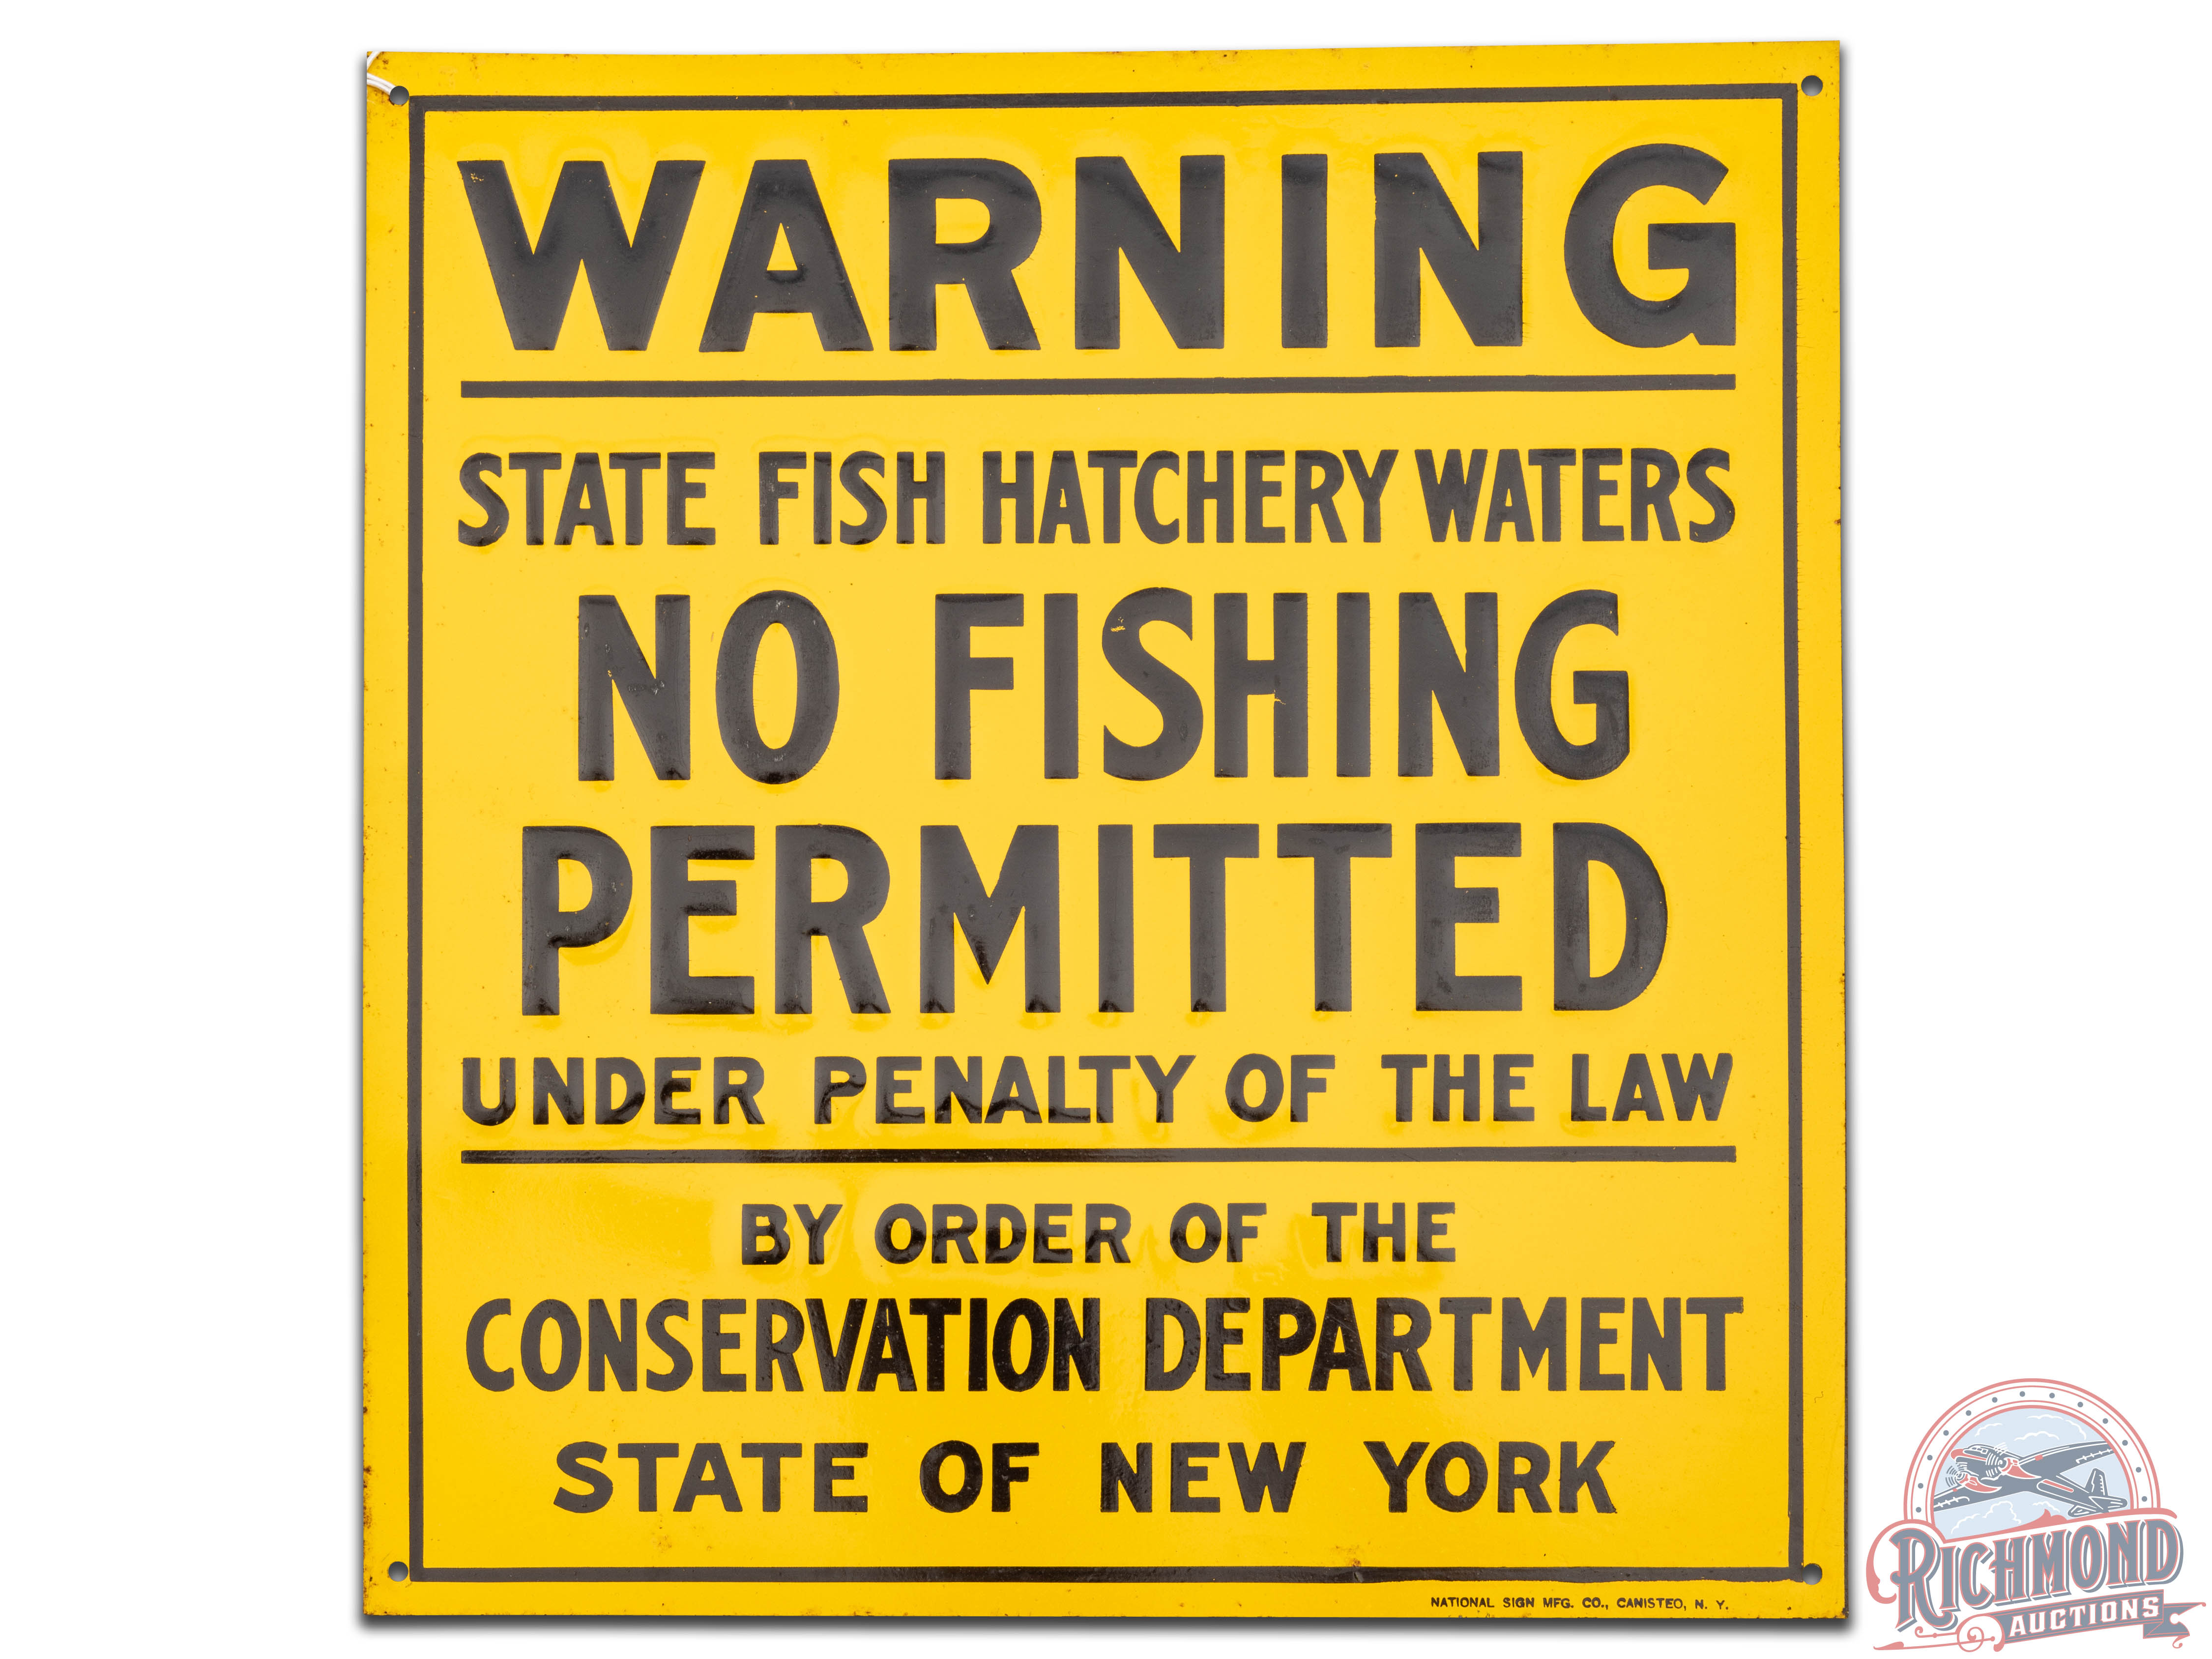 WARNING
STATE FISH HATCHERY WATERS
NO FISHING
PERMITTED
UNDER PENALTY OF THE LAW
BY ORDER OF THE
CONSERVATION DEPARTMENT
STATE OF NEW YORK
NATIONAL SIGN MFG. CO., CANISTEO, N. Y.
RICHMOND
AUCTIONS